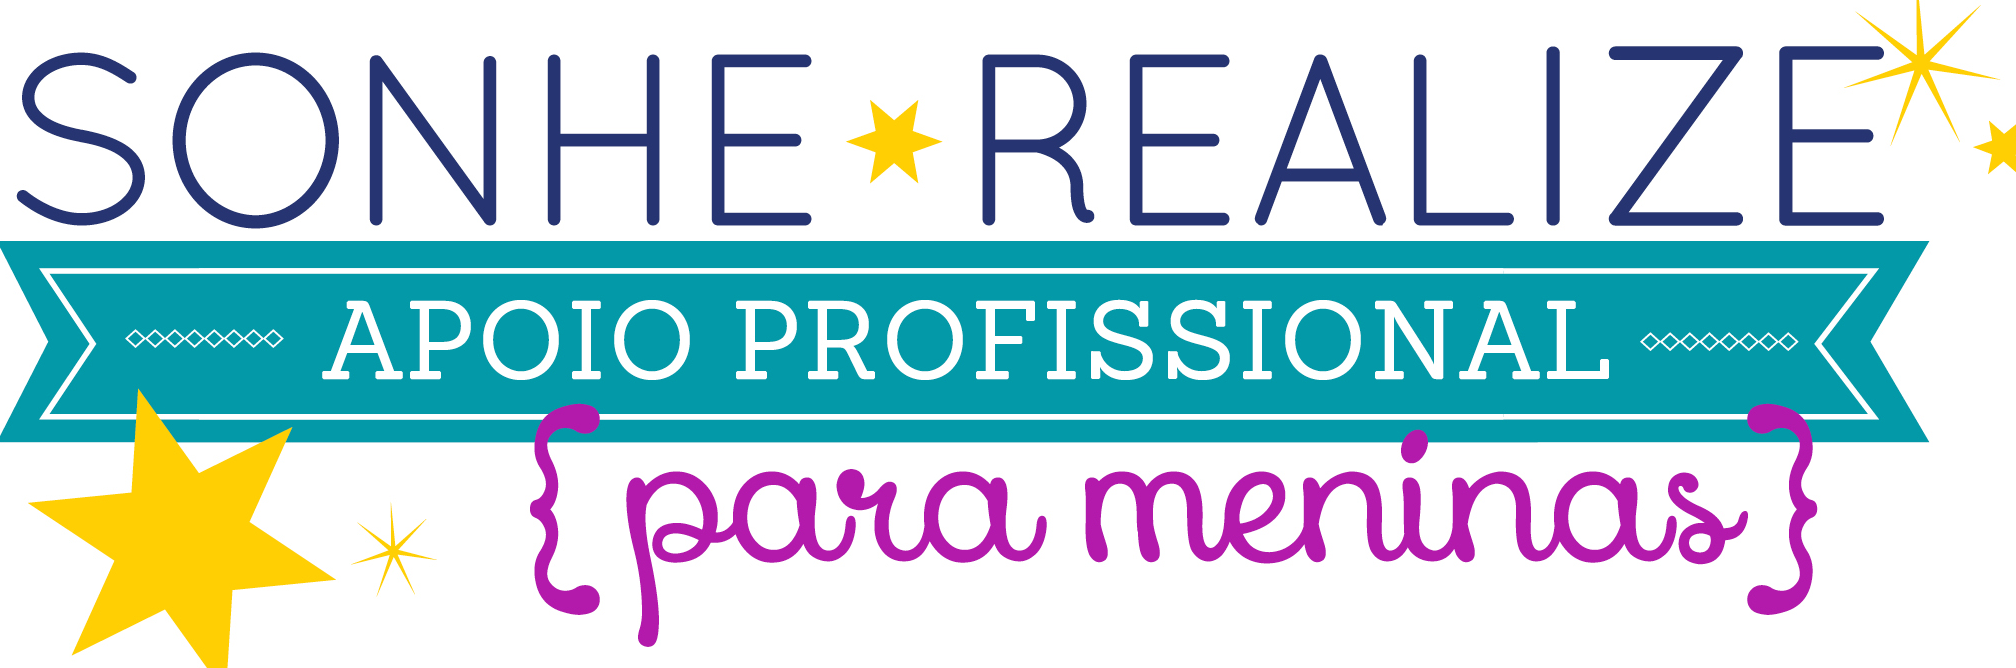 SONHE REALIZE
APOIO PROFISSIONAL
{para meninas}